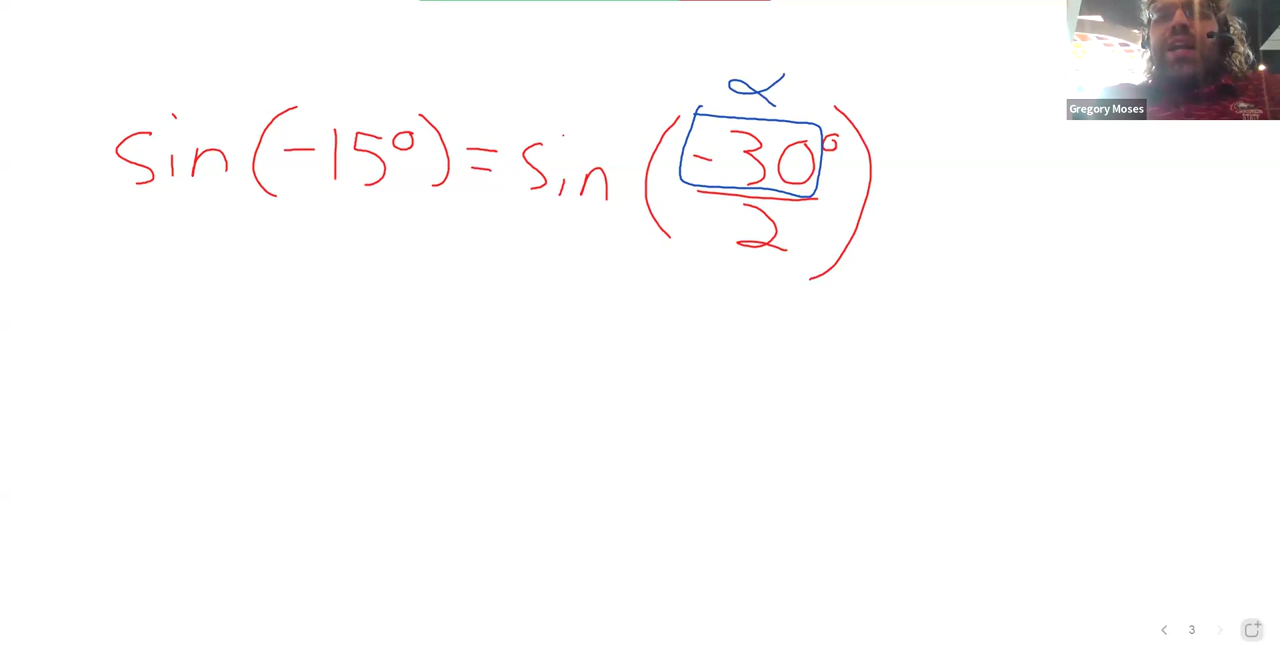 α
sin(-15°) = sin(-30°/2)
Gregory Moses
3